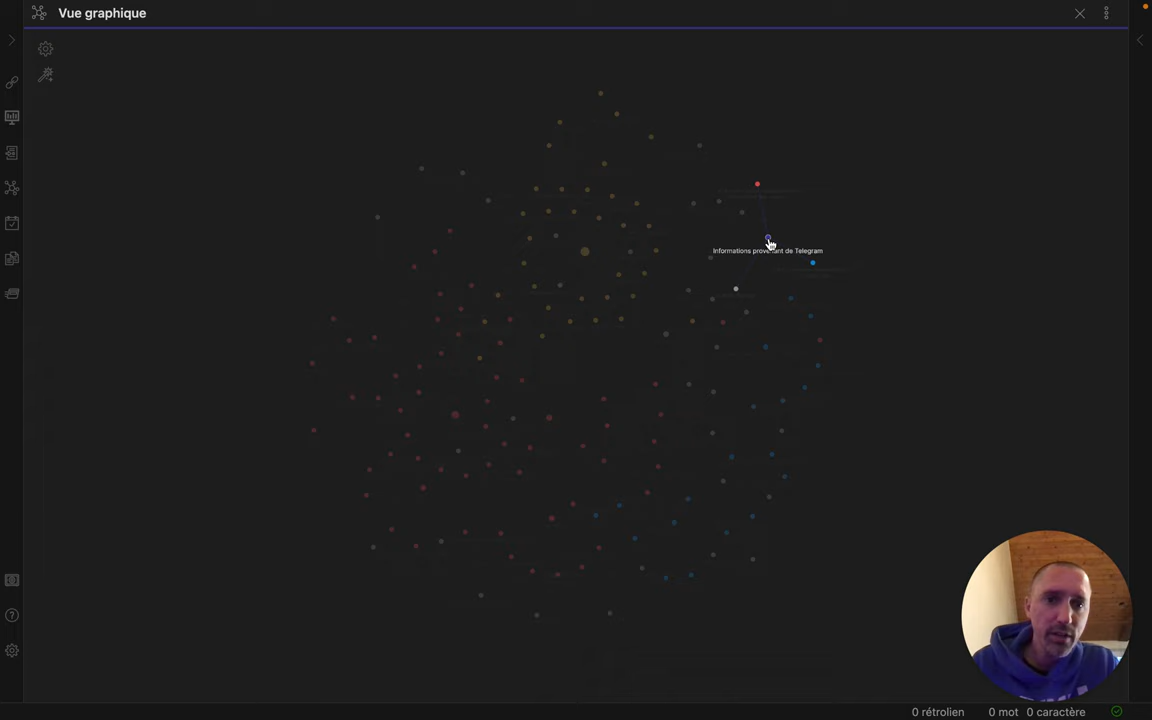 Vue graphique
Informations provenant de Telegram
0 rétrolien
0 mot
0 caractère